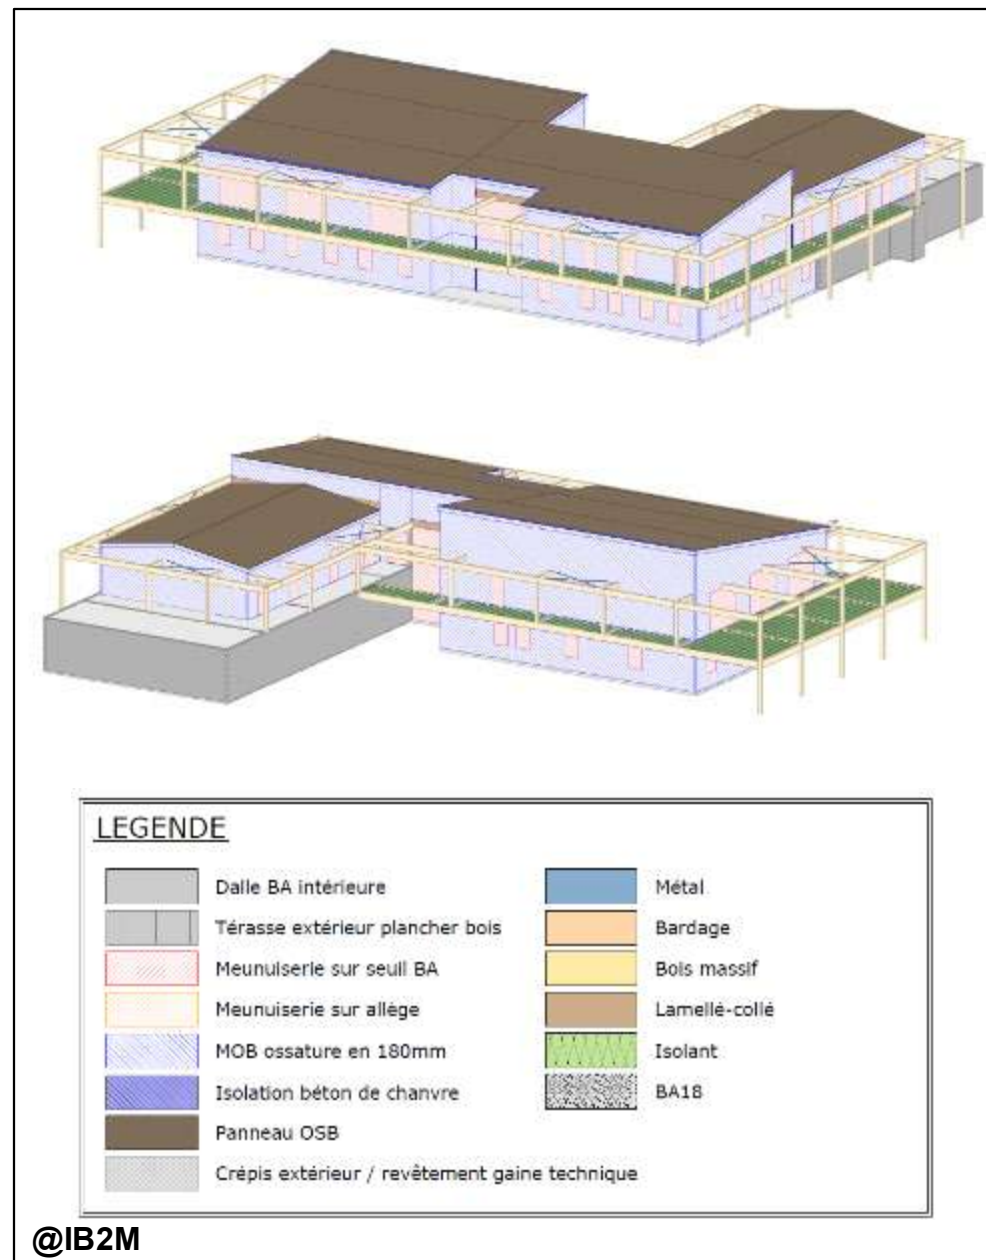 LEGENDE
Dalle BA intérieure
Térasse extérieur plancher bois
Meunuiserie sur seuil BA
Meunuiserie sur allège
MOB ossature en 180mm
Isolation béton de chanvre
Panneau OSB
Crépis extérieur / revêtement gaine technique
Métal
Bardage
Bois massif
Lamellé-collé
Isolant
BA18
@IB2M